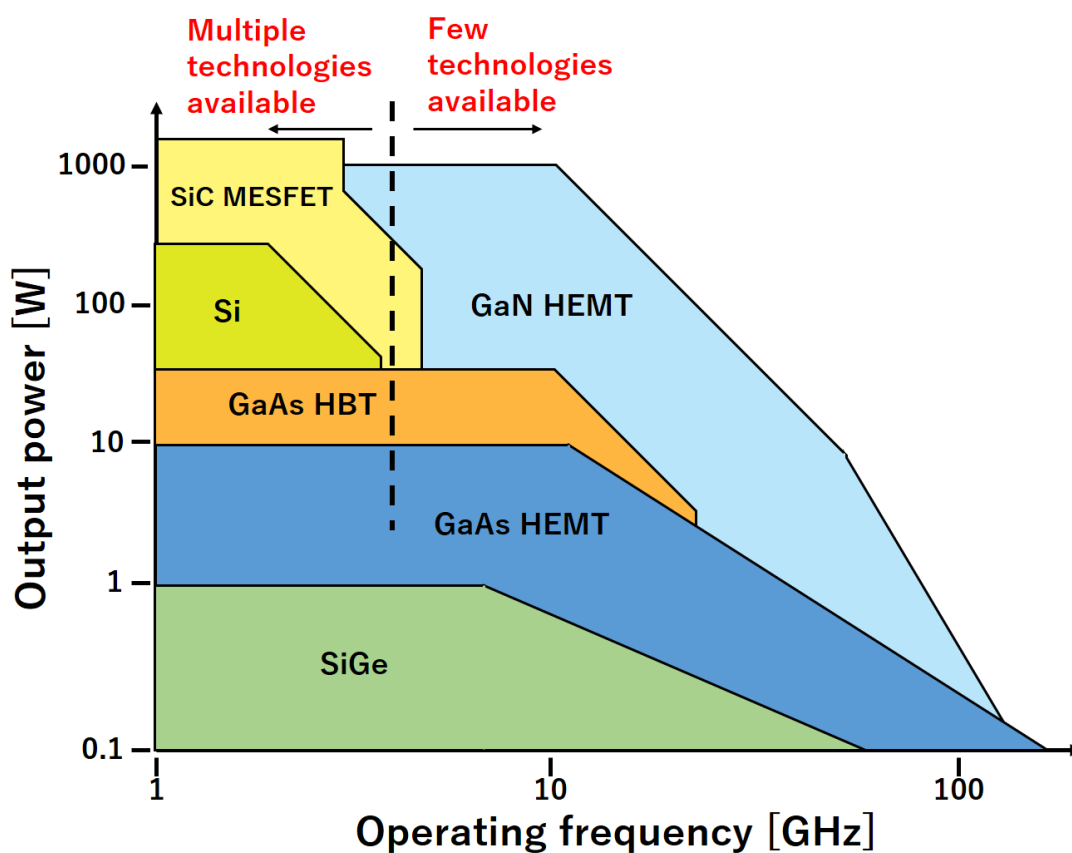 Multiple
technologies
available
Few
technologies
available
Output power [W]
1000
100
10
1
0.1
SiC MESFET
Si
GaN HEMT
GaAs HBT
GaAs HEMT
SiGe
1
10
100
Operating frequency [GHz]